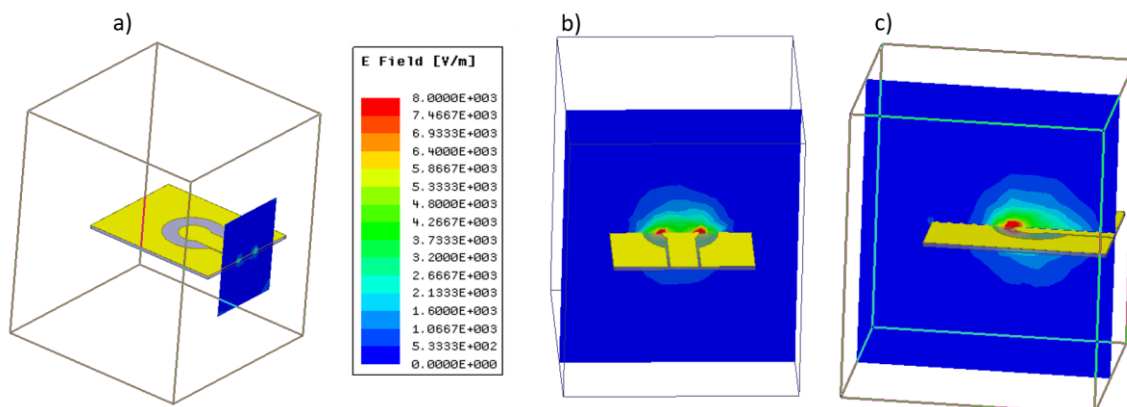 a)
b)
c)
E Field [V/m]
8.0000E+003
7.4667E+003
6.9333E+003
6.4000E+003
5.8667E+003
5.3333E+003
4.8000E+003
4.2667E+003
3.7333E+003
3.2000E+003
2.6667E+003
2.1333E+003
1.6000E+003
1.0667E+003
5.3333E+002
0.0000E+000